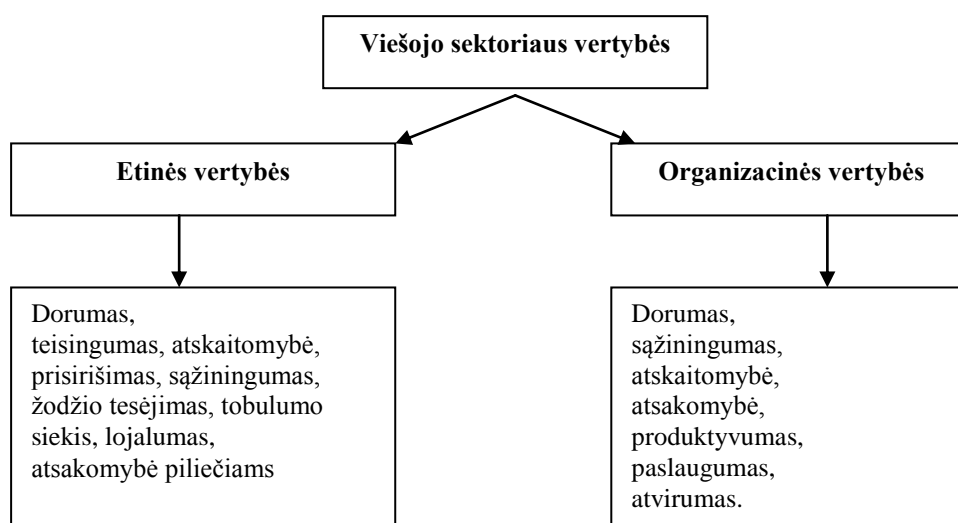 Viešojo sektoriaus vertybės
Etinės vertybės
Organizacinės vertybės
Dorumas,
teisingumas, atskaitomybė,
prisirišimas, sąžiningumas,
žodžio tesėjimas, tobulumo
siekis, lojalumas,
atsakomybė piliečiams
Dorumas,
sąžiningumas,
atskaitomybė,
atsakomybė,
produktyvumas,
paslaugumas,
atvirumas.